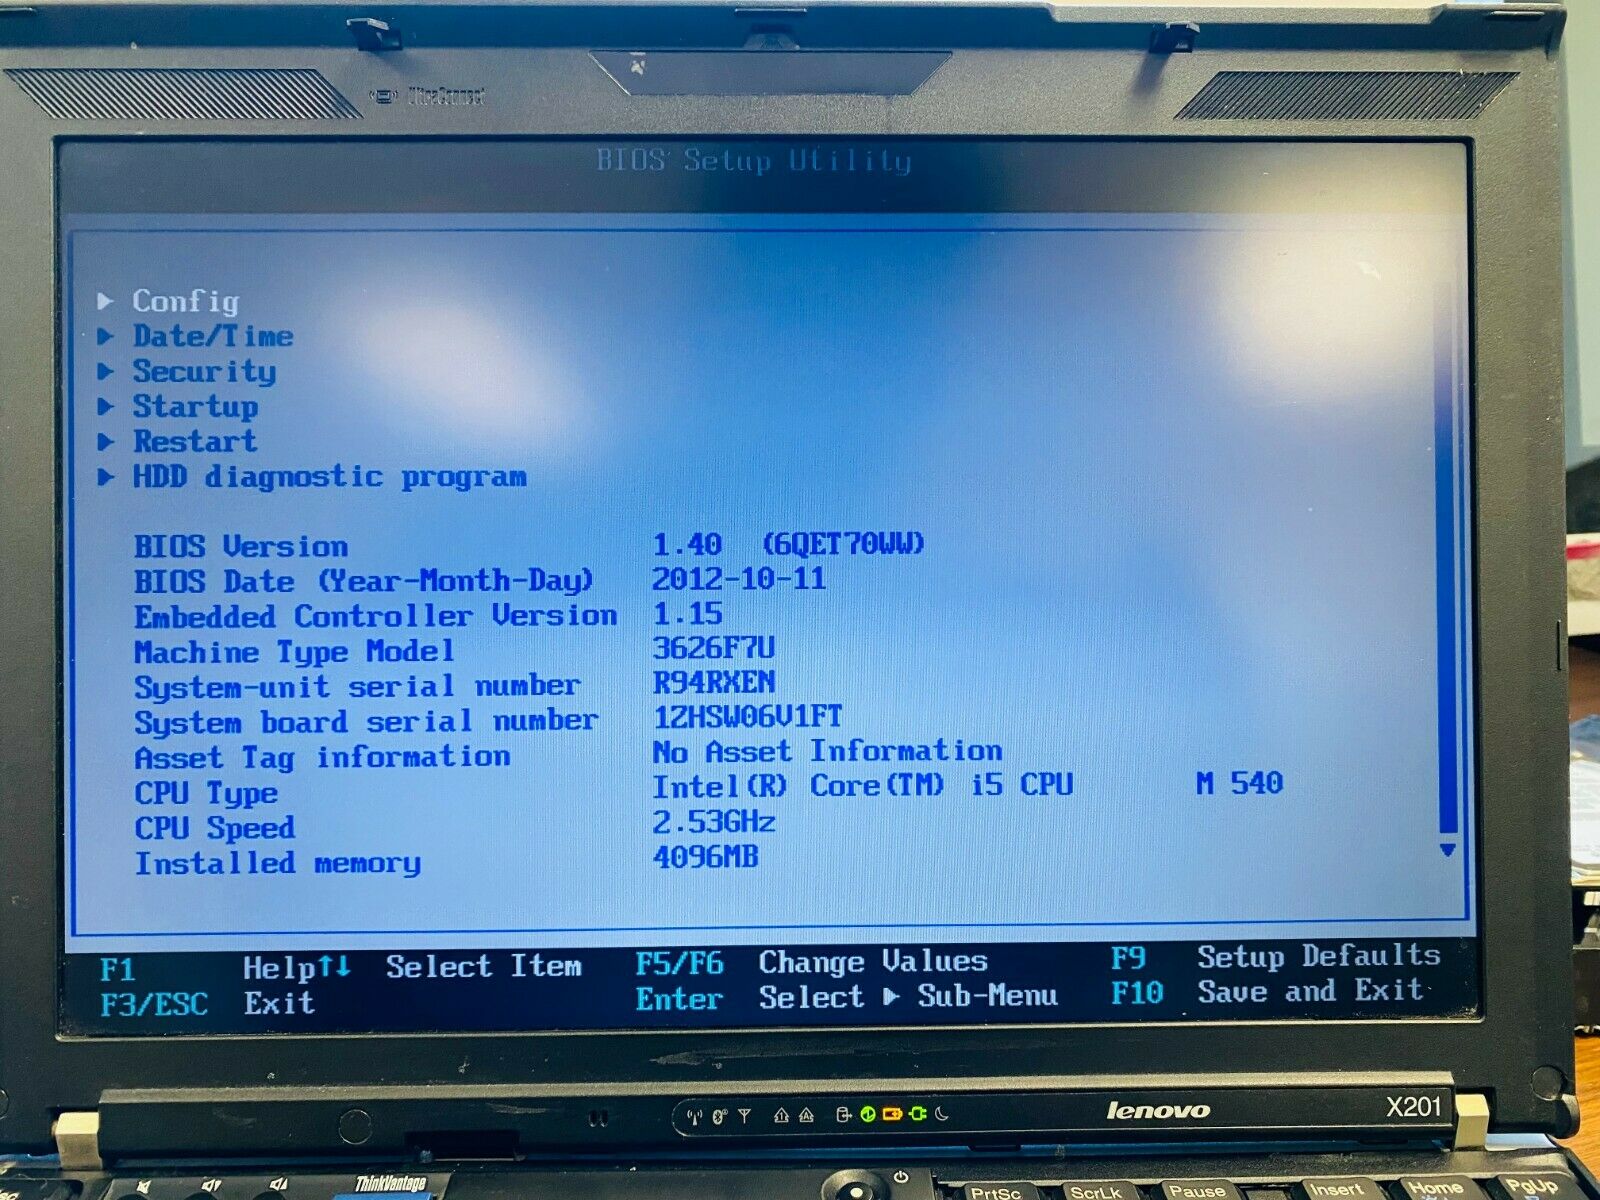 UltraConnect
BIOS Setup Utility
Config
Date/Time
Security
Startup
Restart
HDD diagnostic program
BIOS Version 1.40 (6QET70WW)
BIOS Date (Year-Month-Day) 2012-10-11
Embedded Controller Version 1.15
Machine Type Model 3626F7U
System-unit serial number R94RXEN
System board serial number 1ZHSW06V1FT
Asset Tag information No Asset Information
CPU Type Intel(R) Core(TM) i5 CPU M 540
CPU Speed 2.53GHz
Installed memory 4096MB
F1 Help↑↓ Select Item F5/F6 Change Values F9 Setup Defaults
F3/ESC Exit Enter Select ▶ Sub-Menu F10 Save and Exit
lenovo X201
ThinkVantage
PrtSc ScrLk Pause Insert Home PgUp